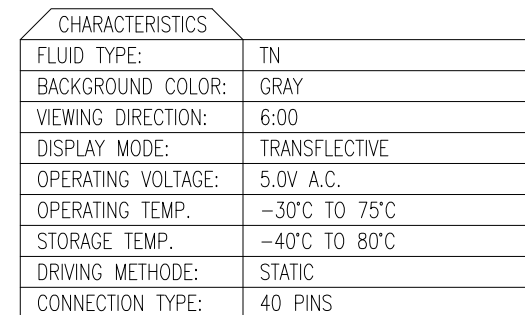 CHARACTERISTICS
FLUID TYPE: TN
BACKGROUND COLOR: GRAY
VIEWING DIRECTION: 6:00
DISPLAY MODE: TRANSFLECTIVE
OPERATING VOLTAGE: 5.0V A.C.
OPERATING TEMP. −30°C TO 75°C
STORAGE TEMP. −40°C TO 80°C
DRIVING METHODE: STATIC
CONNECTION TYPE: 40 PINS